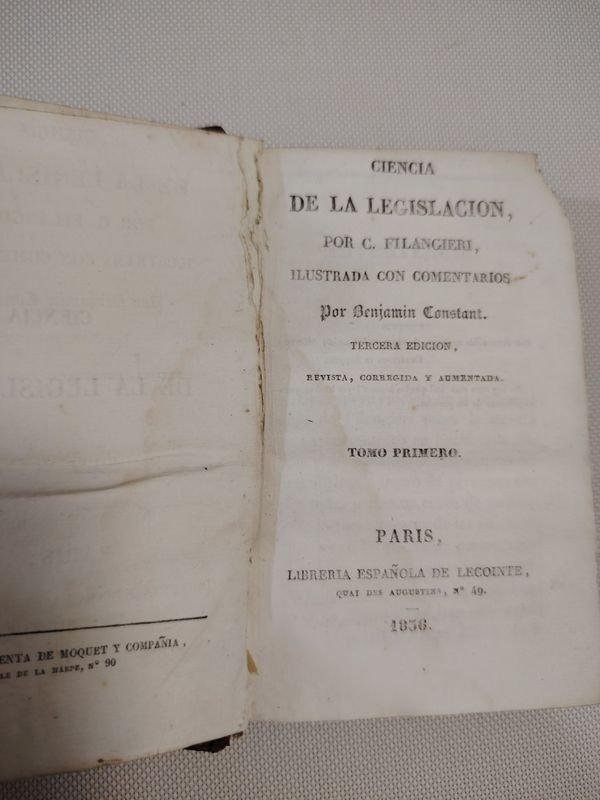 ENTA DE MOQUET Y COMPAÑIA,
LE DE LA HARPE, Nº 90
CIENCIA
DE LA LEGISLACION,
POR C. FILANGIERI,
ILUSTRADA CON COMENTARIOS
Por Benjamin Constant.
TERCERA EDICION,
REVISTA, CORREGIDA Y AUMENTADA.
TOMO PRIMERO.
PARIS,
LIBRERIA ESPAÑOLA DE LECOINTE,
QUAI DES AUGUSTINS, Nº 49.
1836.